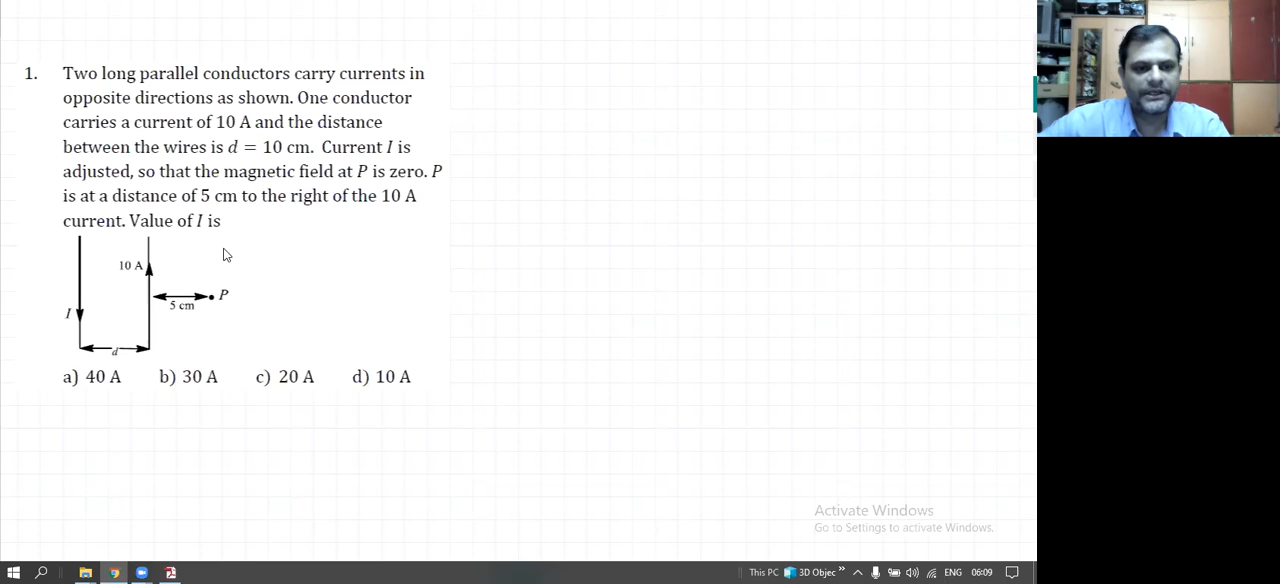 1. Two long parallel conductors carry currents in
opposite directions as shown. One conductor
carries a current of 10 A and the distance
between the wires is d = 10 cm. Current I is
adjusted, so that the magnetic field at P is zero. P
is at a distance of 5 cm to the right of the 10 A
current. Value of I is
10 A
P
5 cm
I
d
a) 40 A b) 30 A c) 20 A d) 10 A
Activate Windows
Go to Settings to activate Windows.
This PC 3D Objec » ENG 06:09